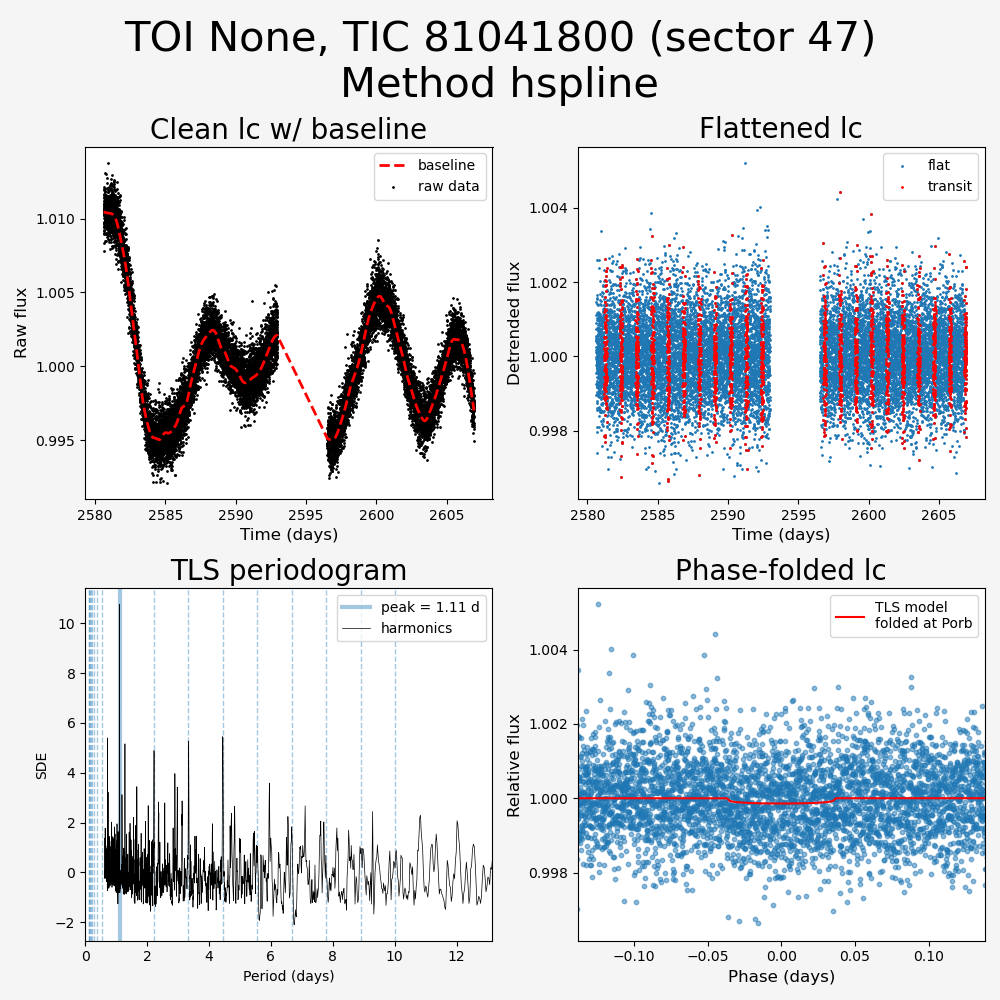 TOI None, TIC 81041800 (sector 47)
Method hspline
Clean lc w/ baseline
Raw flux
1.010
1.005
1.000
0.995
baseline
raw data
2580 2585 2590 2595 2600 2605
Time (days)
Flattened lc
Detrended flux
1.004
1.002
1.000
0.998
flat
transit
2580 2585 2590 2595 2600 2605
Time (days)
TLS periodogram
SDE
10
8
6
4
2
0
−2
peak = 1.11 d
harmonics
0 2 4 6 8 10 12
Period (days)
Phase-folded lc
Relative flux
1.004
1.002
1.000
0.998
TLS model
folded at Porb
−0.10 −0.05 0.00 0.05 0.10
Phase (days)